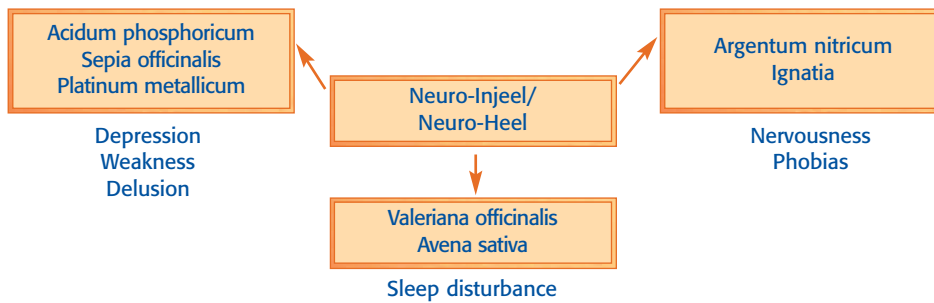 Acidum phosphoricum
Sepia officinalis
Platinum metallicum
Depression
Weakness
Delusion
Neuro-Injeel/
Neuro-Heel
Argentum nitricum
Ignatia
Nervousness
Phobias
Valeriana officinalis
Avena sativa
Sleep disturbance